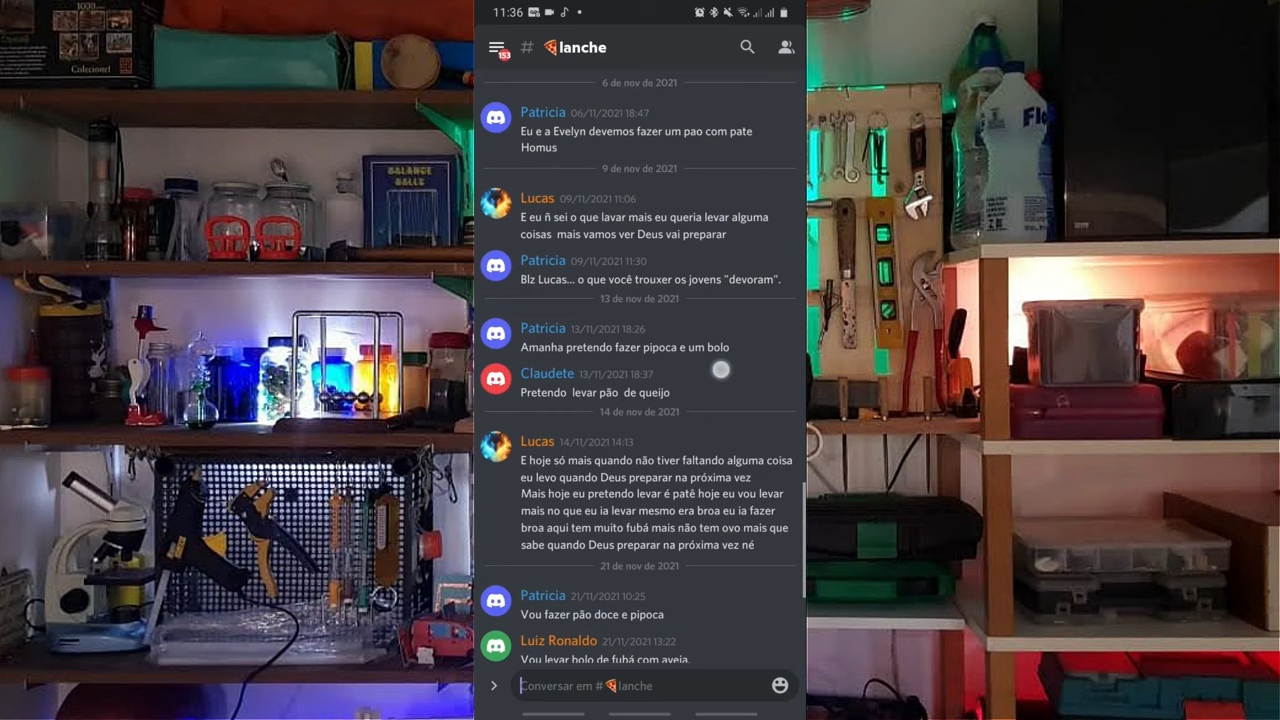 Colecione!
BALANCE
BALLS
11:36
153
# lanche
6 de nov de 2021
Patricia 06/11/2021 18:47
Eu e a Evelyn devemos fazer um pao com pate
Homus
9 de nov de 2021
Lucas 09/11/2021 11:06
E eu ñ sei o que lavar mais eu queria levar alguma
coisas mais vamos ver Deus vai preparar
Patricia 09/11/2021 11:30
Blz Lucas... o que você trouxer os jovens "devoram".
13 de nov de 2021
Patricia 13/11/2021 18:26
Amanha pretendo fazer pipoca e um bolo
Claudete 13/11/2021 18:37
Pretendo levar pão de queijo
14 de nov de 2021
Lucas 14/11/2021 14:13
E hoje só mais quando não tiver faltando alguma coisa
eu levo quando Deus preparar na próxima vez
Mais hoje eu pretendo levar é patê hoje eu vou levar
mais no que eu ia levar mesmo era broa eu ia fazer
broa aqui tem muito fubá mais não tem ovo mais que
sabe quando Deus preparar na próxima vez né
21 de nov de 2021
Patricia 21/11/2021 10:25
Vou fazer pão doce e pipoca
Luiz Ronaldo 21/11/2021 13:22
Vou levar bolo de fubá com aveia.
Conversar em # lanche
Flo